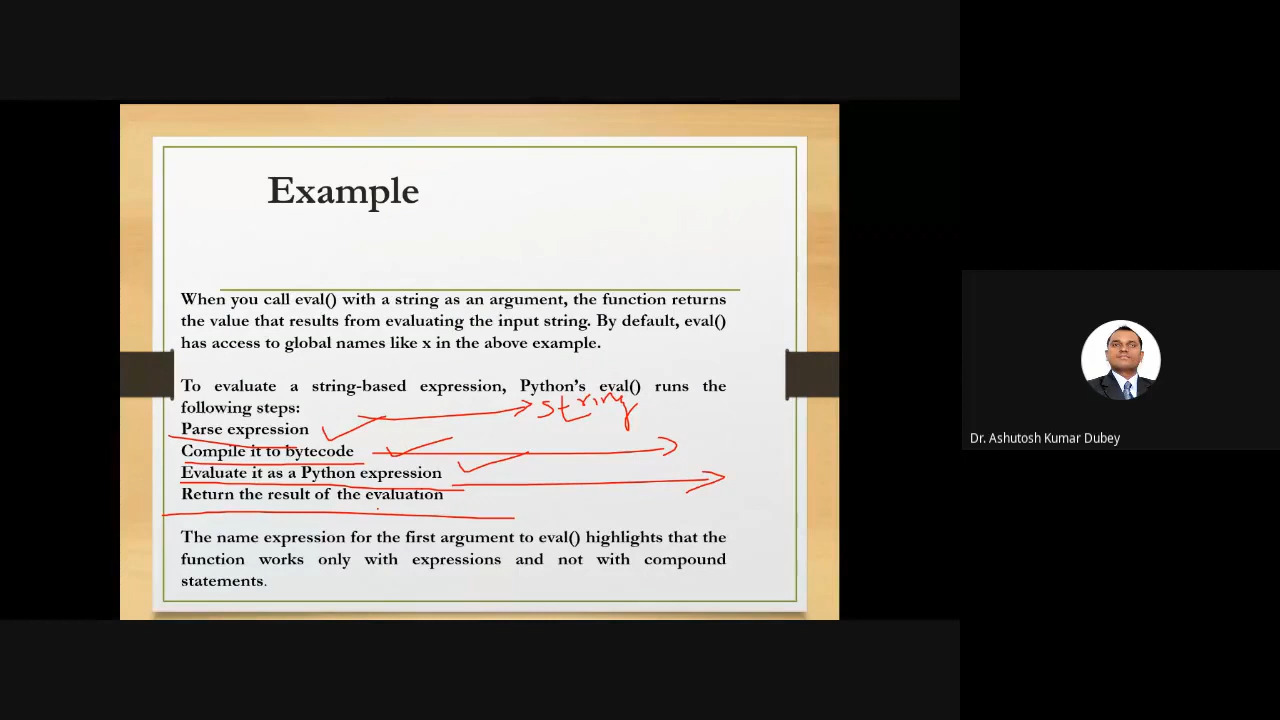 Example
When you call eval() with a string as an argument, the function returns
the value that results from evaluating the input string. By default, eval()
has access to global names like x in the above example.
To evaluate a string-based expression, Python's eval() runs the
following steps:
string
Parse expression
Compile it to bytecode
Evaluate it as a Python expression
Return the result of the evaluation
The name expression for the first argument to eval() highlights that the
function works only with expressions and not with compound
statements.
Dr. Ashutosh Kumar Dubey